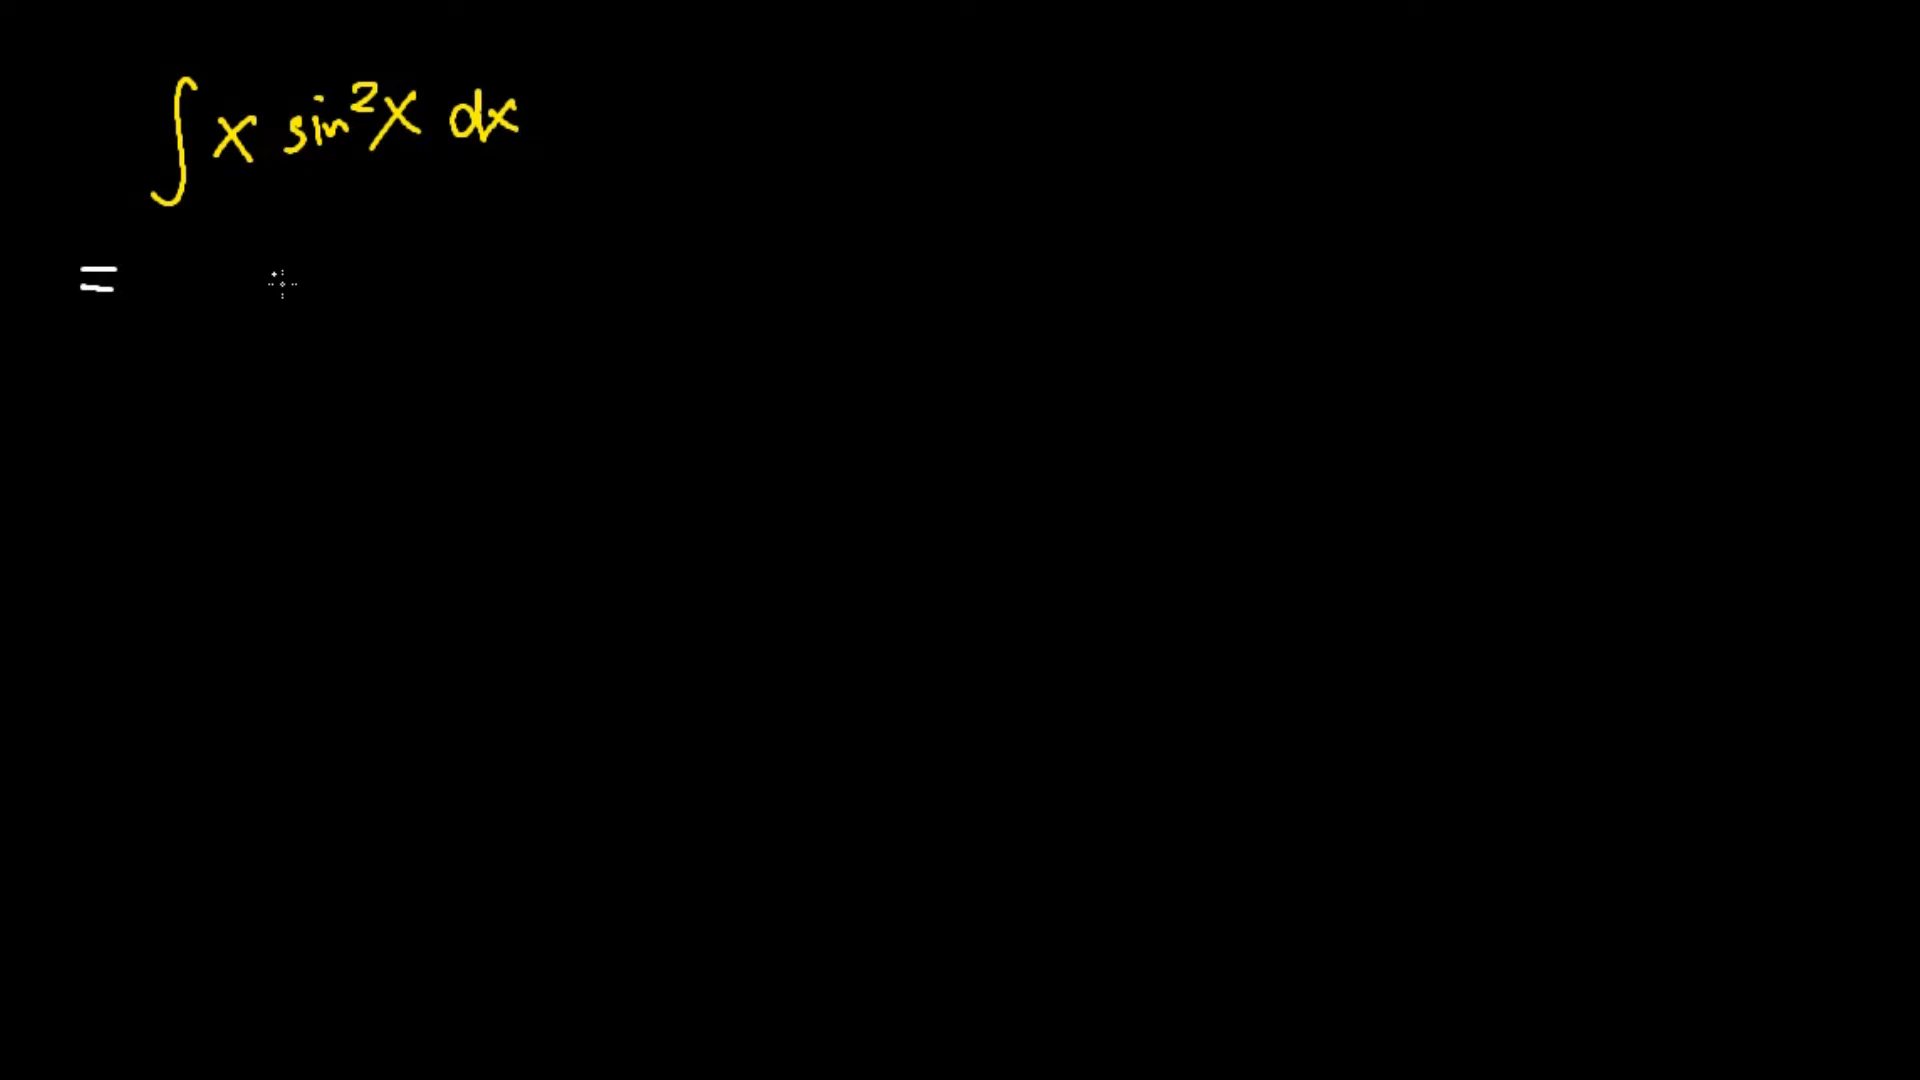 ∫ x sin²x dx
=